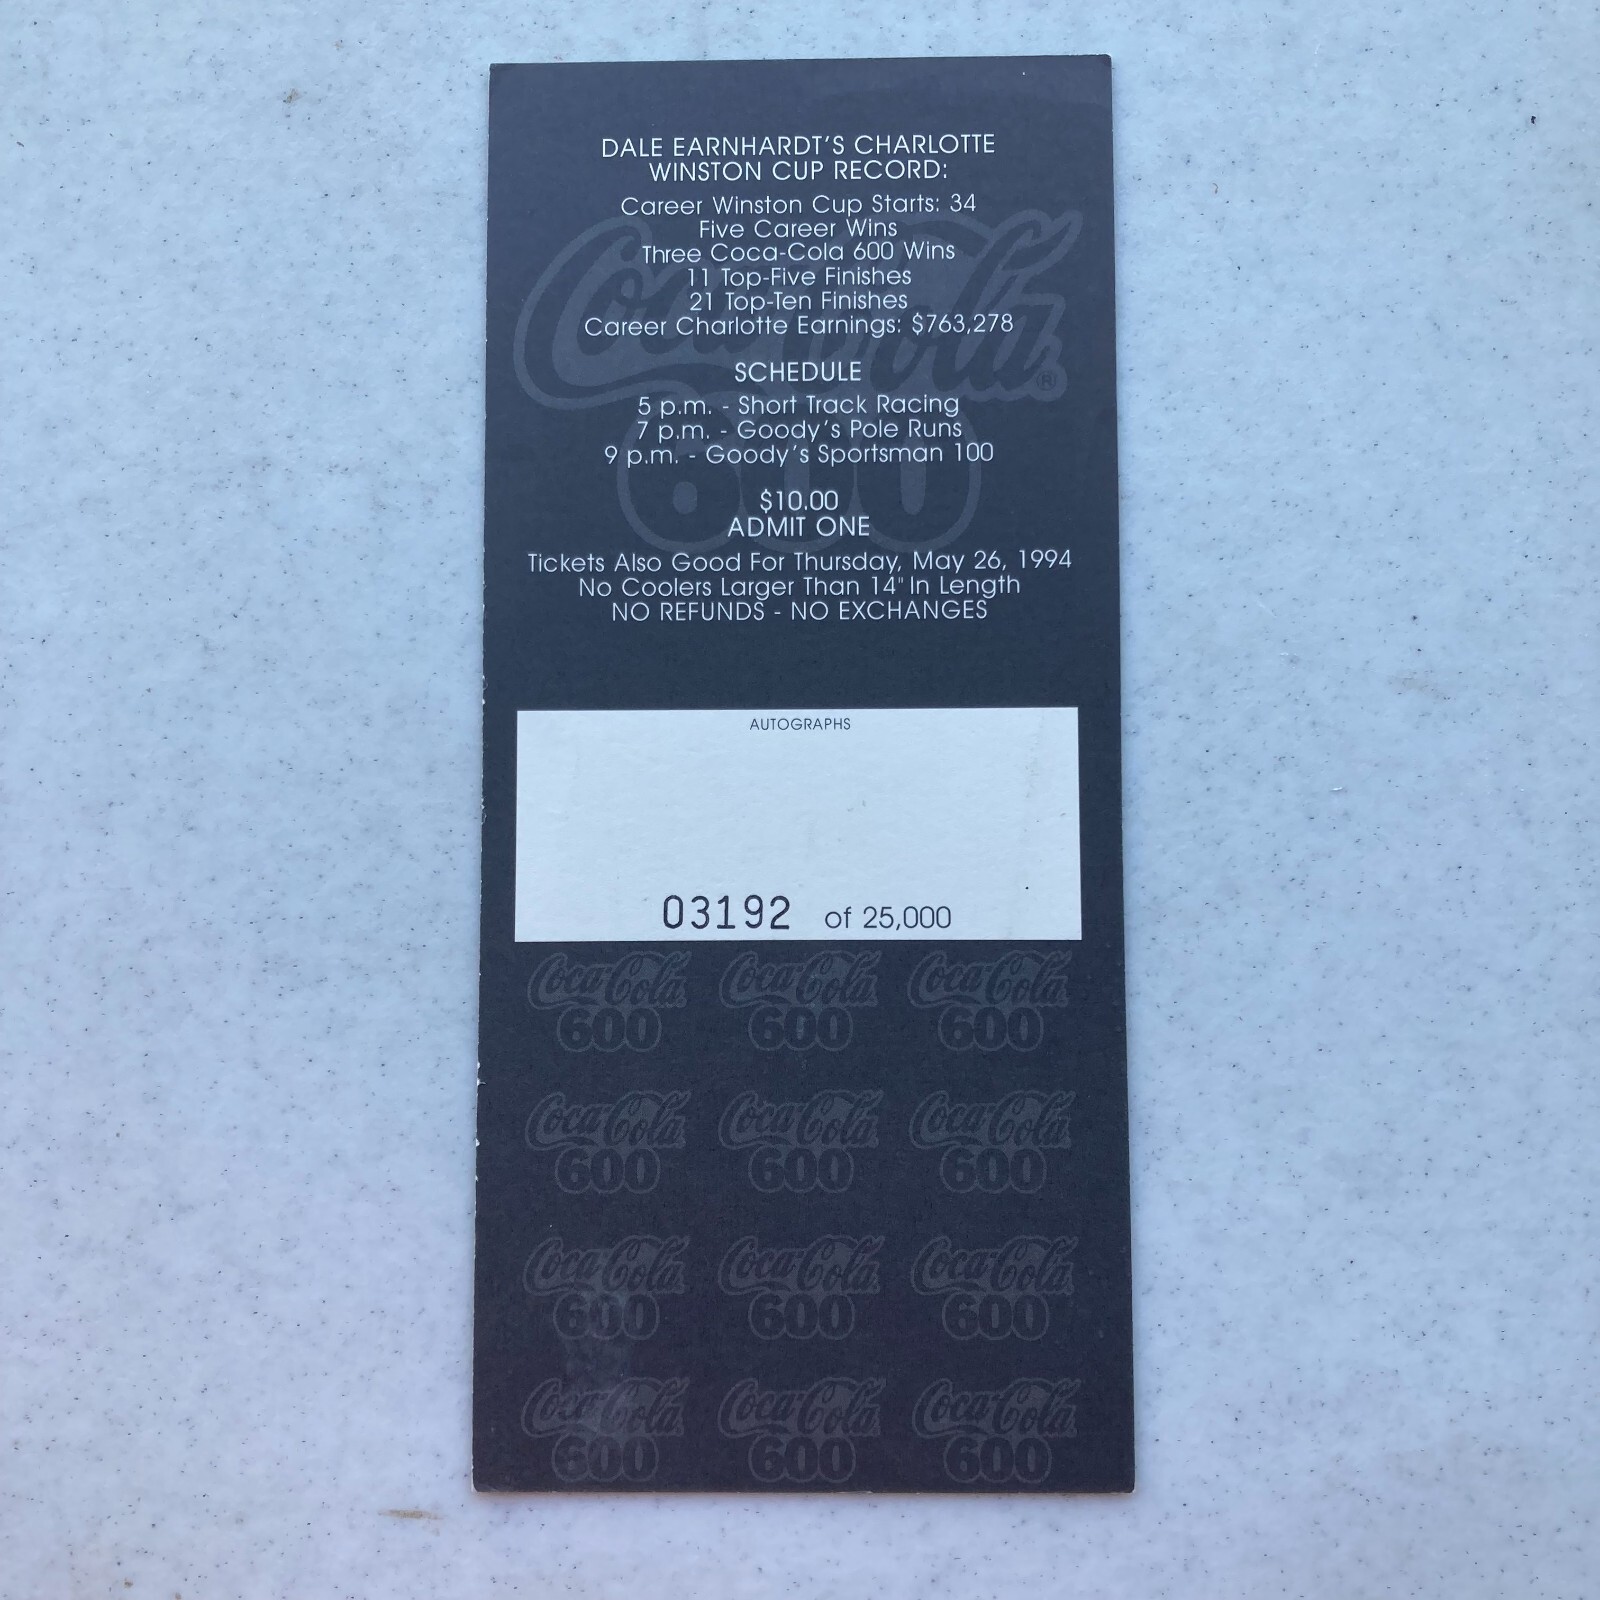 DALE EARNHARDT'S CHARLOTTE
WINSTON CUP RECORD:
Career Winston Cup Starts: 34
Five Career Wins
Three Coca-Cola 600 Wins
11 Top-Five Finishes
21 Top-Ten Finishes
Career Charlotte Earnings: $763,278
Coca-Cola®
600
SCHEDULE
5 p.m. - Short Track Racing
7 p.m. - Goody's Pole Runs
9 p.m. - Goody's Sportsman 100
$10.00
ADMIT ONE
Tickets Also Good For Thursday, May 26, 1994
No Coolers Larger Than 14" In Length
NO REFUNDS - NO EXCHANGES
AUTOGRAPHS
03192 of 25,000
Coca-Cola Coca-Cola Coca-Cola
600 600 600
Coca-Cola Coca-Cola Coca-Cola
600 600 600
Coca-Cola Coca-Cola Coca-Cola
600 600 600
Coca-Cola Coca-Cola Coca-Cola
600 600 600